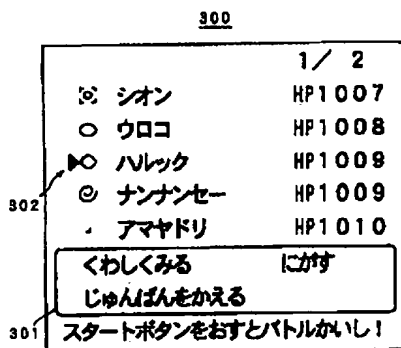 300
1/ 2
シオン HP1007
ウロコ HP1008
ハルック HP1009
ナンナンセー HP1009
アマヤドリ HP1010
302
くわしくみる にがす
じゅんばんをかえる
301
スタートボタンをおすとバトルかいし!